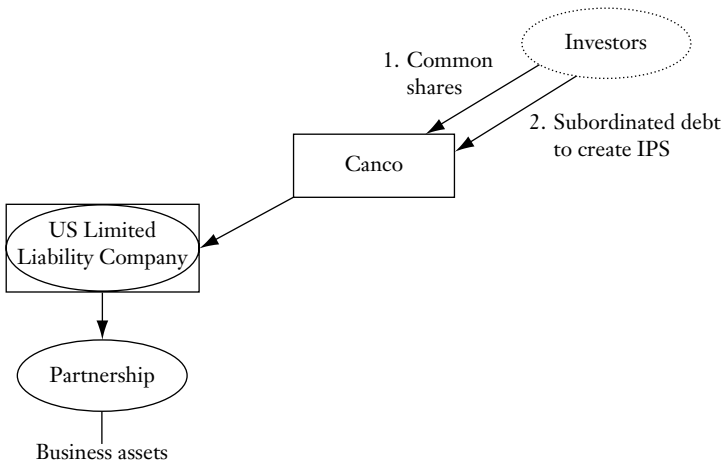 Investors
1. Common
shares
2. Subordinated debt
to create IPS
Canco
US Limited
Liability Company
Partnership
Business assets